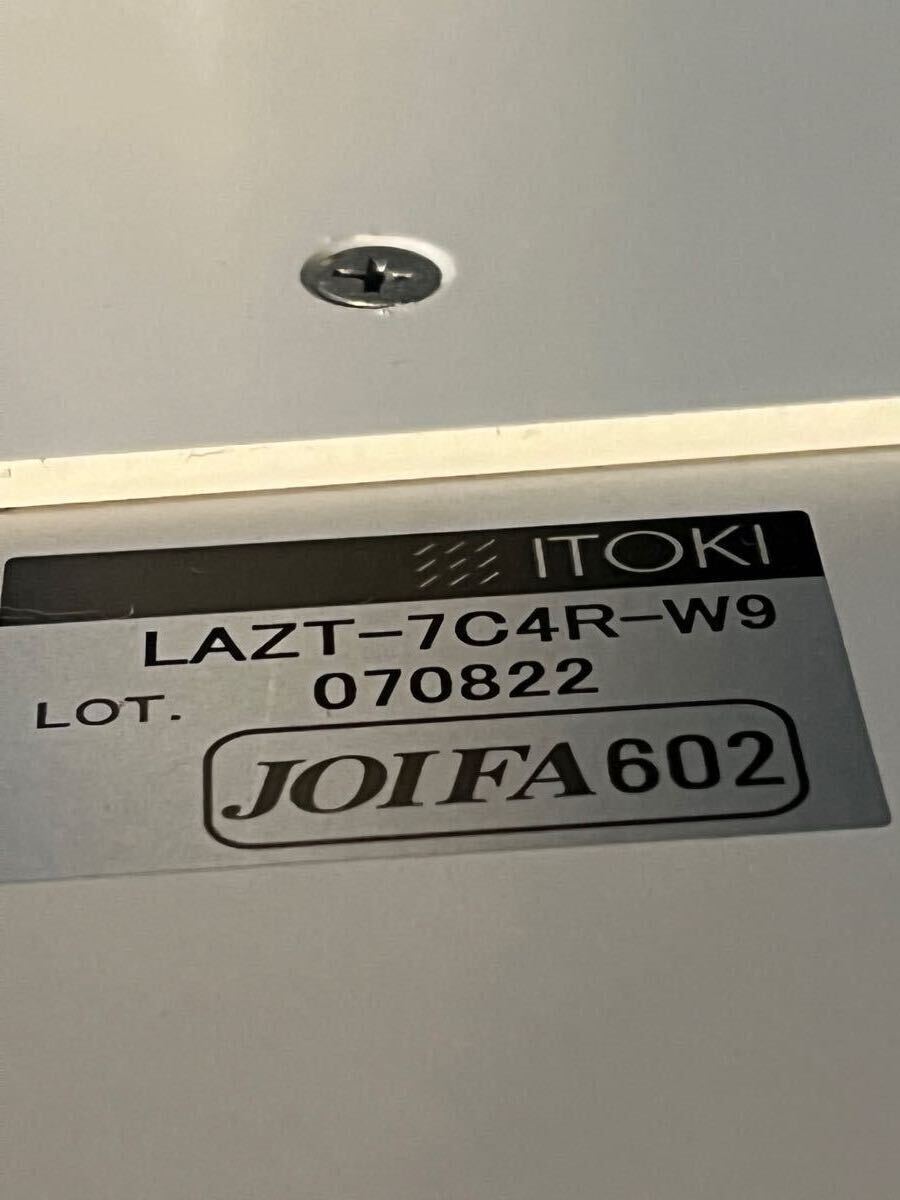 ITOKI
LAZT-7C4R-W9
LOT. 070822
JOIFA602